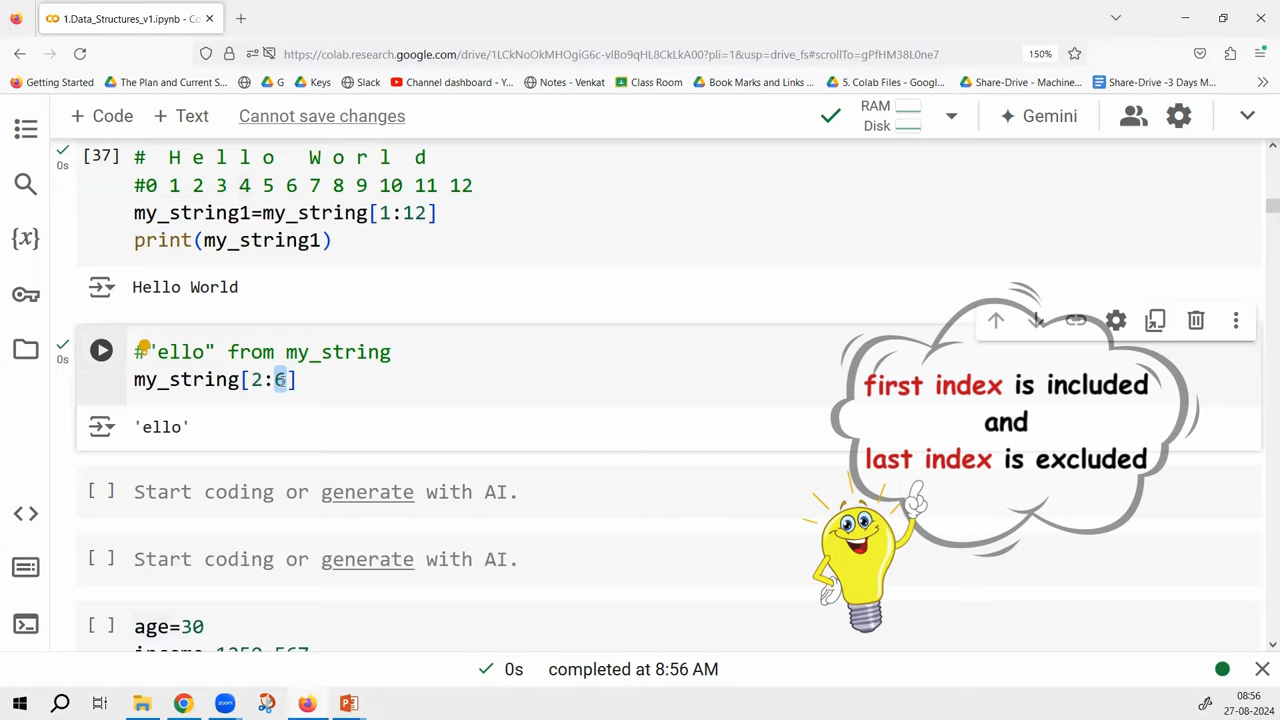 1.Data_Structures_v1.ipynb - Co
https://colab.research.google.com/drive/1LCkNoOkMHOgiG6c-vlBo9qHL8CkLkA00?pli=1&usp=drive_fs#scrollTo=gPfHM38L0ne7
150%
Getting Started
The Plan and Current S...
G
Keys
Slack
Channel dashboard - Y...
Notes - Venkat
Class Room
Book Marks and Links ...
5. Colab Files - Googl...
Share-Drive - Machine...
Share-Drive -3 Days M...
+ Code + Text Cannot save changes
RAM
Disk
Gemini
[37] # H e l l o W o r l d
0s
#0 1 2 3 4 5 6 7 8 9 10 11 12
my_string1=my_string[1:12]
print(my_string1)
Hello World
#"ello" from my_string
0s
my_string[2:6]
'ello'
first index is included
and
last index is excluded
[ ] Start coding or generate with AI.
[ ] Start coding or generate with AI.
[ ] age=30
0s completed at 8:56 AM
08:56
27-08-2024